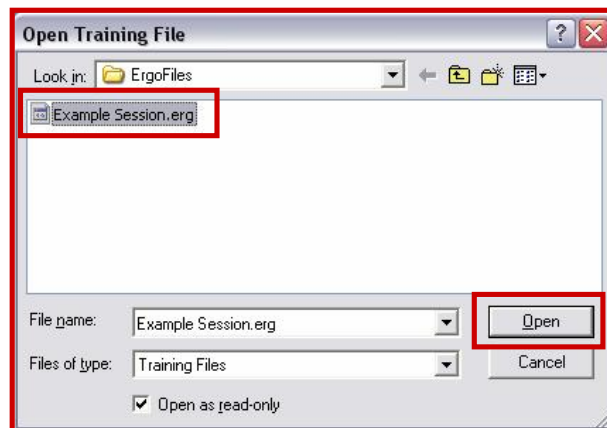 Open Training File
Look in: ErgoFiles
Example Session.erg
File name: Example Session.erg Open
Files of type: Training Files Cancel
Open as read-only